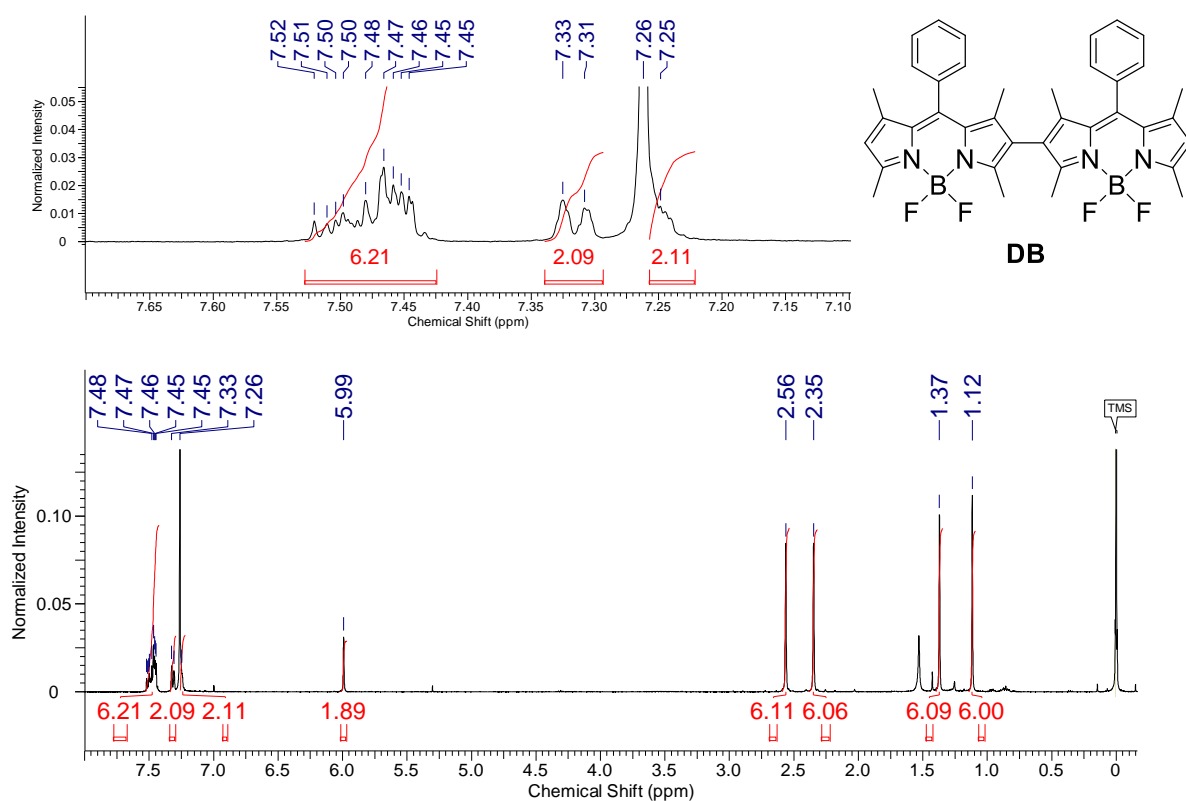 7.52 7.51 7.50 7.50 7.48 7.47 7.46 7.45 7.45 7.33 7.31 7.26 7.25
0.05
0.04
0.03
0.02
0.01
0
Normalized Intensity
6.21 2.09 2.11
7.65 7.60 7.55 7.50 7.45 7.40 7.35 7.30 7.25 7.20 7.15 7.10
Chemical Shift (ppm)
N N N N
B B
F F F F
DB
7.48 7.47 7.46 7.45 7.45 7.33 7.26 5.99 2.56 2.35 1.37 1.12
TMS
0.10
0.05
0
Normalized Intensity
6.21 2.09 2.11 1.89 6.11 6.06 6.09 6.00
7.5 7.0 6.5 6.0 5.5 5.0 4.5 4.0 3.5 3.0 2.5 2.0 1.5 1.0 0.5 0
Chemical Shift (ppm)